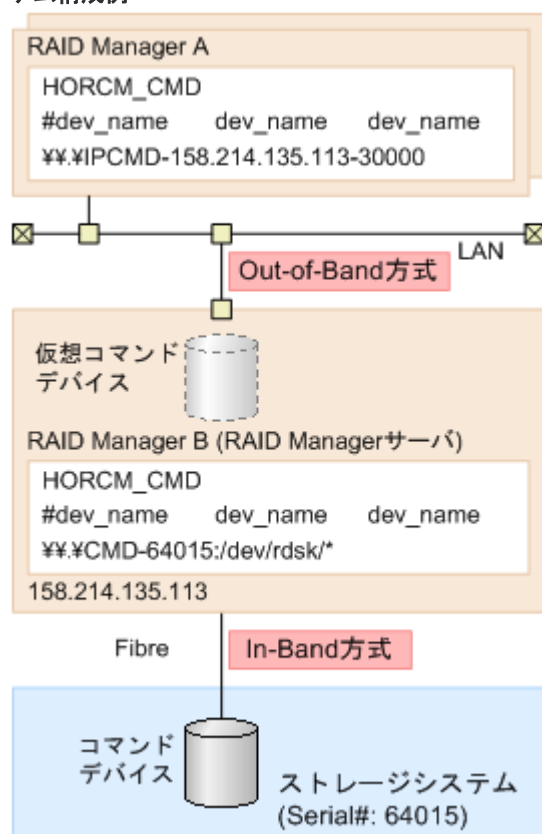 RAID Manager A
HORCM_CMD
#dev_name dev_name dev_name
¥¥.¥IPCMD-158.214.135.113-30000
LAN
Out-of-Band方式
仮想コマンド
デバイス
RAID Manager B (RAID Managerサーバ)
HORCM_CMD
#dev_name dev_name dev_name
¥¥.¥CMD-64015:/dev/rdsk/*
158.214.135.113
Fibre
In-Band方式
コマンド
デバイス
ストレージシステム
(Serial#: 64015)